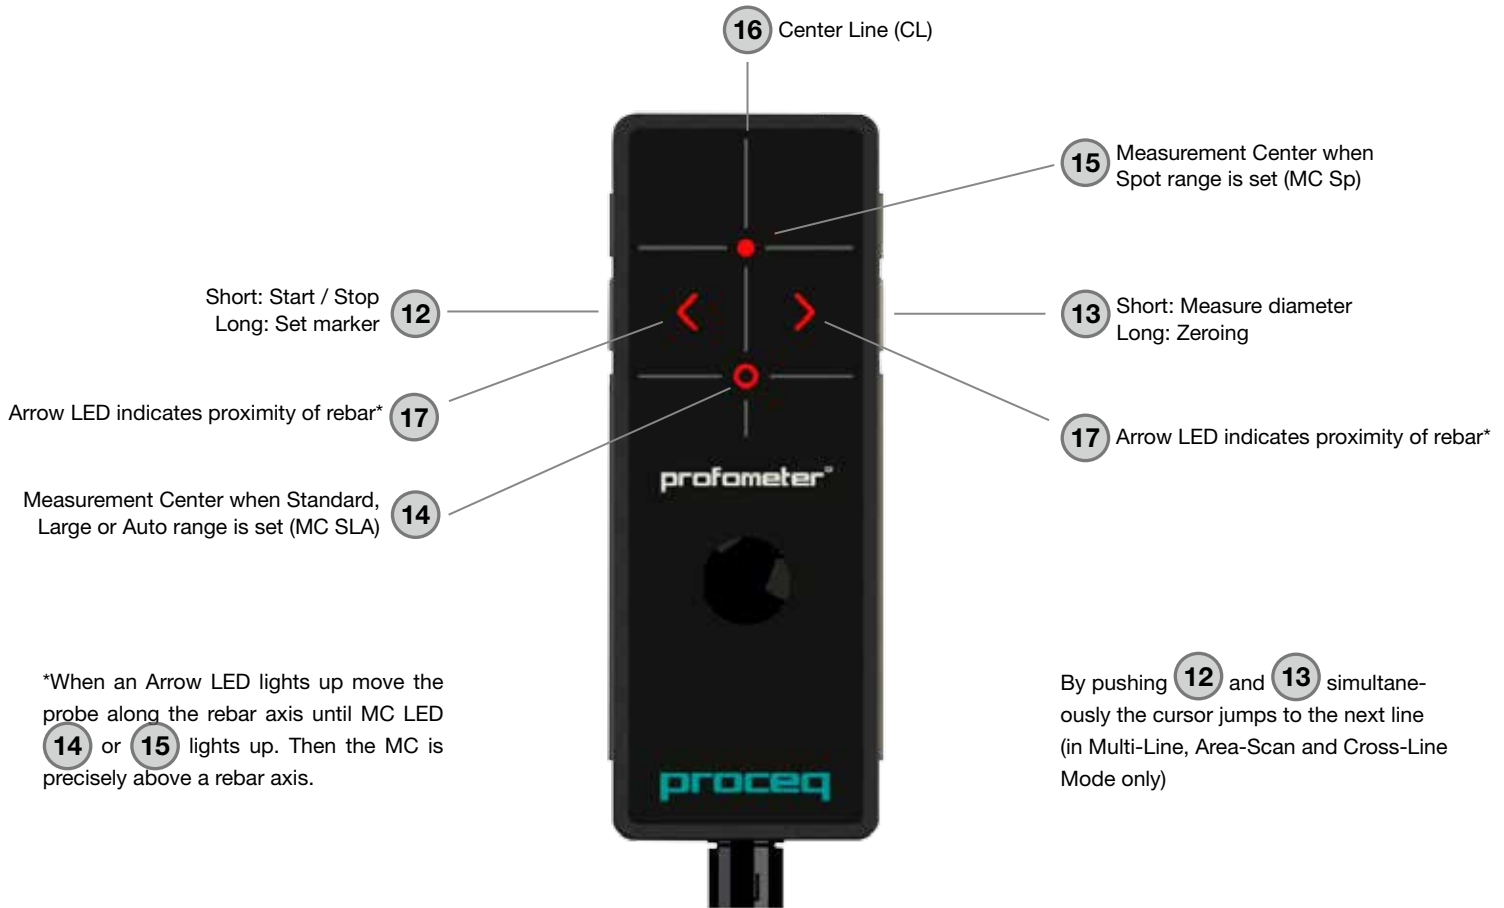 16 Center Line (CL)
15 Measurement Center when
Spot range is set (MC Sp)
Short: Start / Stop
Long: Set marker
12
13 Short: Measure diameter
Long: Zeroing
Arrow LED indicates proximity of rebar* 17
17 Arrow LED indicates proximity of rebar*
Measurement Center when Standard,
Large or Auto range is set (MC SLA)
14
profometer®
*When an Arrow LED lights up move the
probe along the rebar axis until MC LED
14 or 15 lights up. Then the MC is
precisely above a rebar axis.
By pushing 12 and 13 simultane-
ously the cursor jumps to the next line
(in Multi-Line, Area-Scan and Cross-Line
Mode only)
proceq